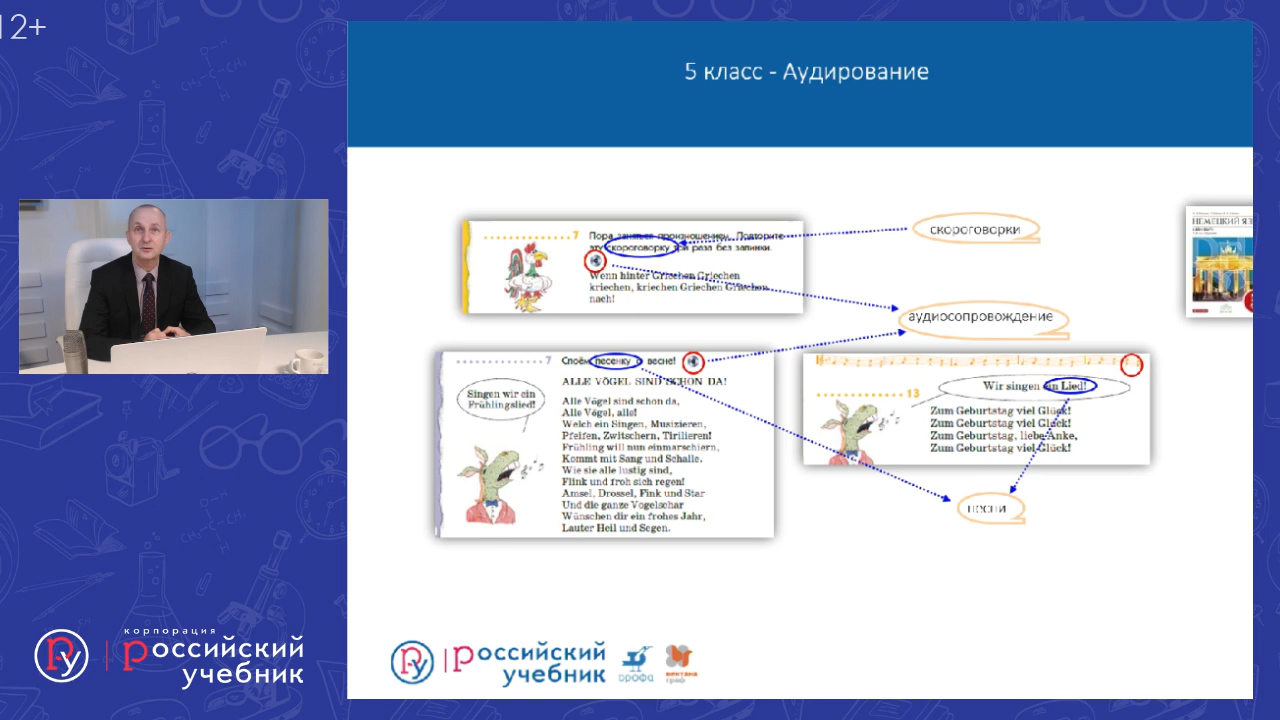 12+
5 класс - Аудирование
7 Пора заняться произношением. Повторите
эту скороговорку три раза без запинки.
Wenn hinter Griechen Griechen
kriechen, kriechen Griechen Griechen
nach!
скороговорки
аудиосопровождение
НЕМЕЦКИЙ ЯЗ
7 Споём песенку о весне!
Singen wir ein
Frühlingslied!
ALLE VÖGEL SIND SCHON DA!
Alle Vögel sind schon da,
Alle Vögel, alle!
Welch ein Singen, Musizieren,
Pfeifen, Zwitschern, Tirilieren!
Frühling will nun einmarschiern,
Kommt mit Sang und Schalle.
Wie sie alle lustig sind,
Flink und froh sich regen!
Amsel, Drossel, Fink und Star
Und die ganze Vogelschar
Wünschen dir ein frohes Jahr,
Lauter Heil und Segen.
Wir singen ein Lied!
13
Zum Geburtstag viel Glück!
Zum Geburtstag viel Glück!
Zum Geburtstag, liebe Anke,
Zum Geburtstag viel Glück!
песни
корпорация
российский
учебник
российский
учебник
дрофа
вентана
граф